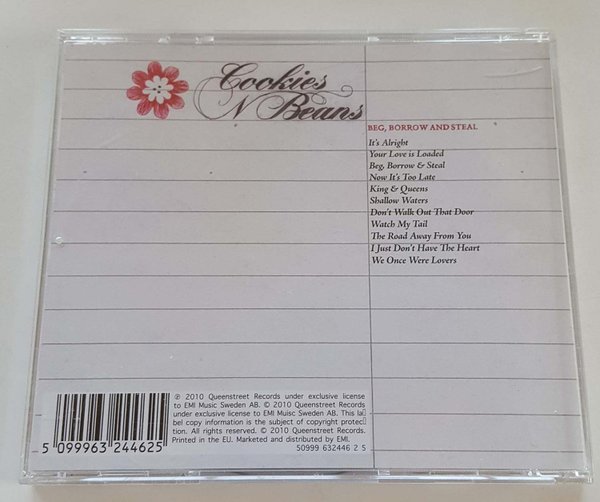 Cookies
N Beans
BEG, BORROW AND STEAL
It's Alright
Your Love is Loaded
Beg, Borrow & Steal
Now It's Too Late
King & Queens
Shallow Waters
Don't Walk Out That Door
Watch My Tail
The Road Away From You
I Just Don't Have The Heart
We Once Were Lovers
℗ 2010 Queenstreet Records under exclusive license
to EMI Music Sweden AB. © 2010 Queenstreet Records
under exclusive license to EMI Muisc Sweden AB. This la▯
bel copy information is the subject of copyright protec▯
tion. All rights reserved. © 2010 Queenstreet Records.
Printed in the EU. Marketed and distributed by EMI.
50999 632446 2 5
5 099963 244625